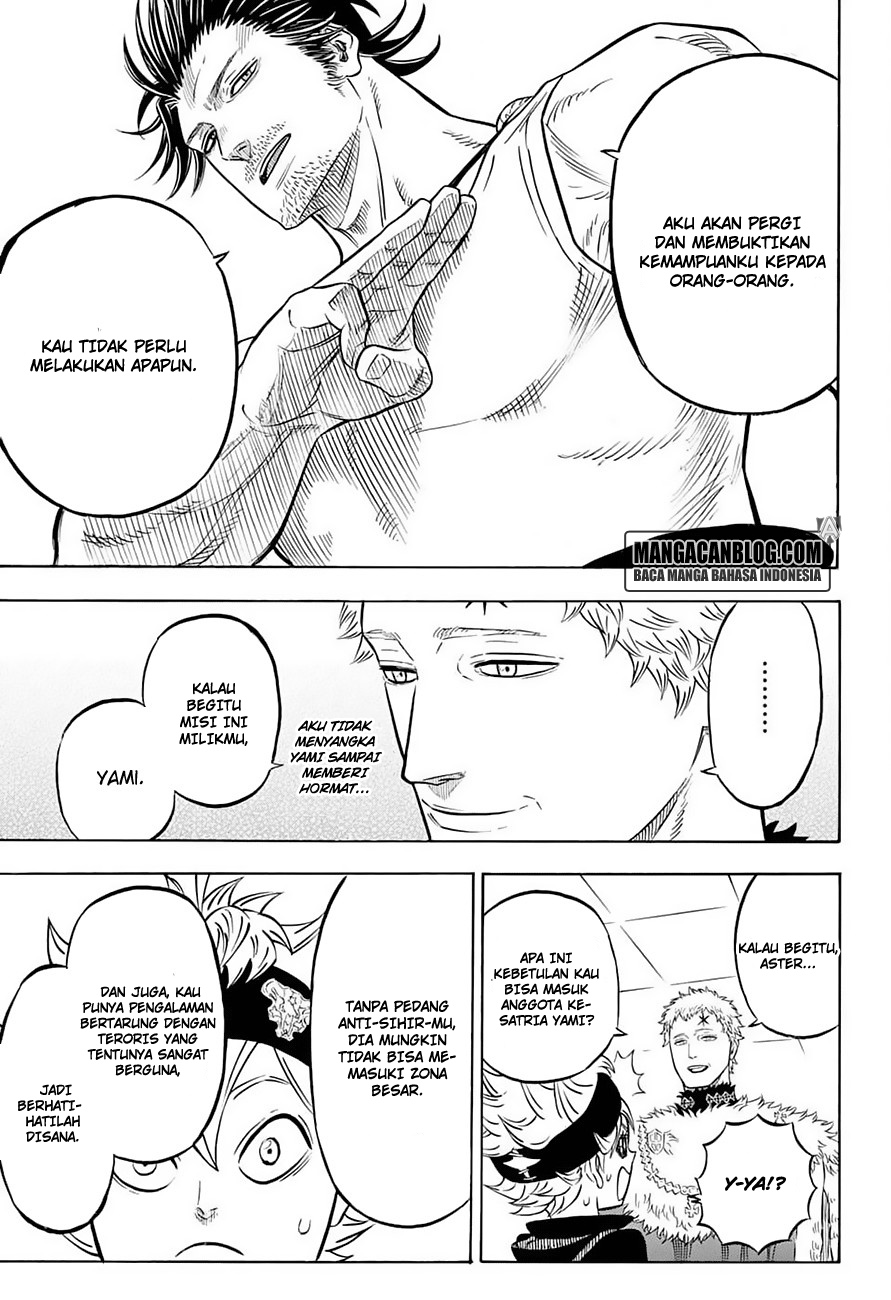 AKU AKAN PERGI
DAN MEMBUKTIKAN
KEMAMPUANKU KEPADA
ORANG-ORANG.
KAU TIDAK PERLU
MELAKUKAN APAPUN.
MANGACANBLOG.COM
BACA MANGA BAHASA INDONESIA
.......
AKU TIDAK
MENYANGKA
YAMI SAMPAI
MEMBERI
HORMAT...
KALAU
BEGITU
MISI INI
MILIKMU,
YAMI.
KALAU BEGITU,
ASTER...
APA INI
KEBETULAN KAU
BISA MASUK
ANGGOTA KE-
SATRIA YAMI?
Y-YA!?
TANPA PEDANG
ANTI-SIHIR-MU,
DIA MUNGKIN
TIDAK BISA ME-
MASUKI ZONA
BESAR.
DAN JUGA, KAU
PUNYA PENGALAMAN
BERTARUNG DENGAN
TERORIS YANG
TENTUNYA SANGAT
BERGUNA,
JADI
BERHATI-
HATILAH
DISANA.